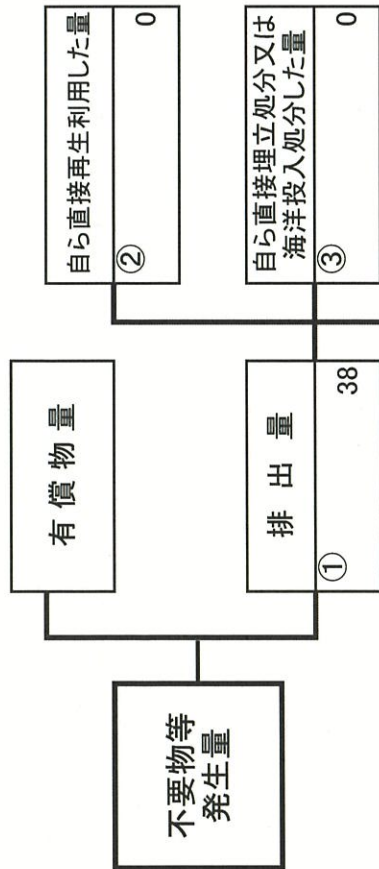 不要物等
発生量
有償物量
排出量
①
38
自ら直接再生利用した量
②
0
自ら直接埋立処分又は
海洋投入処分した量
③
0